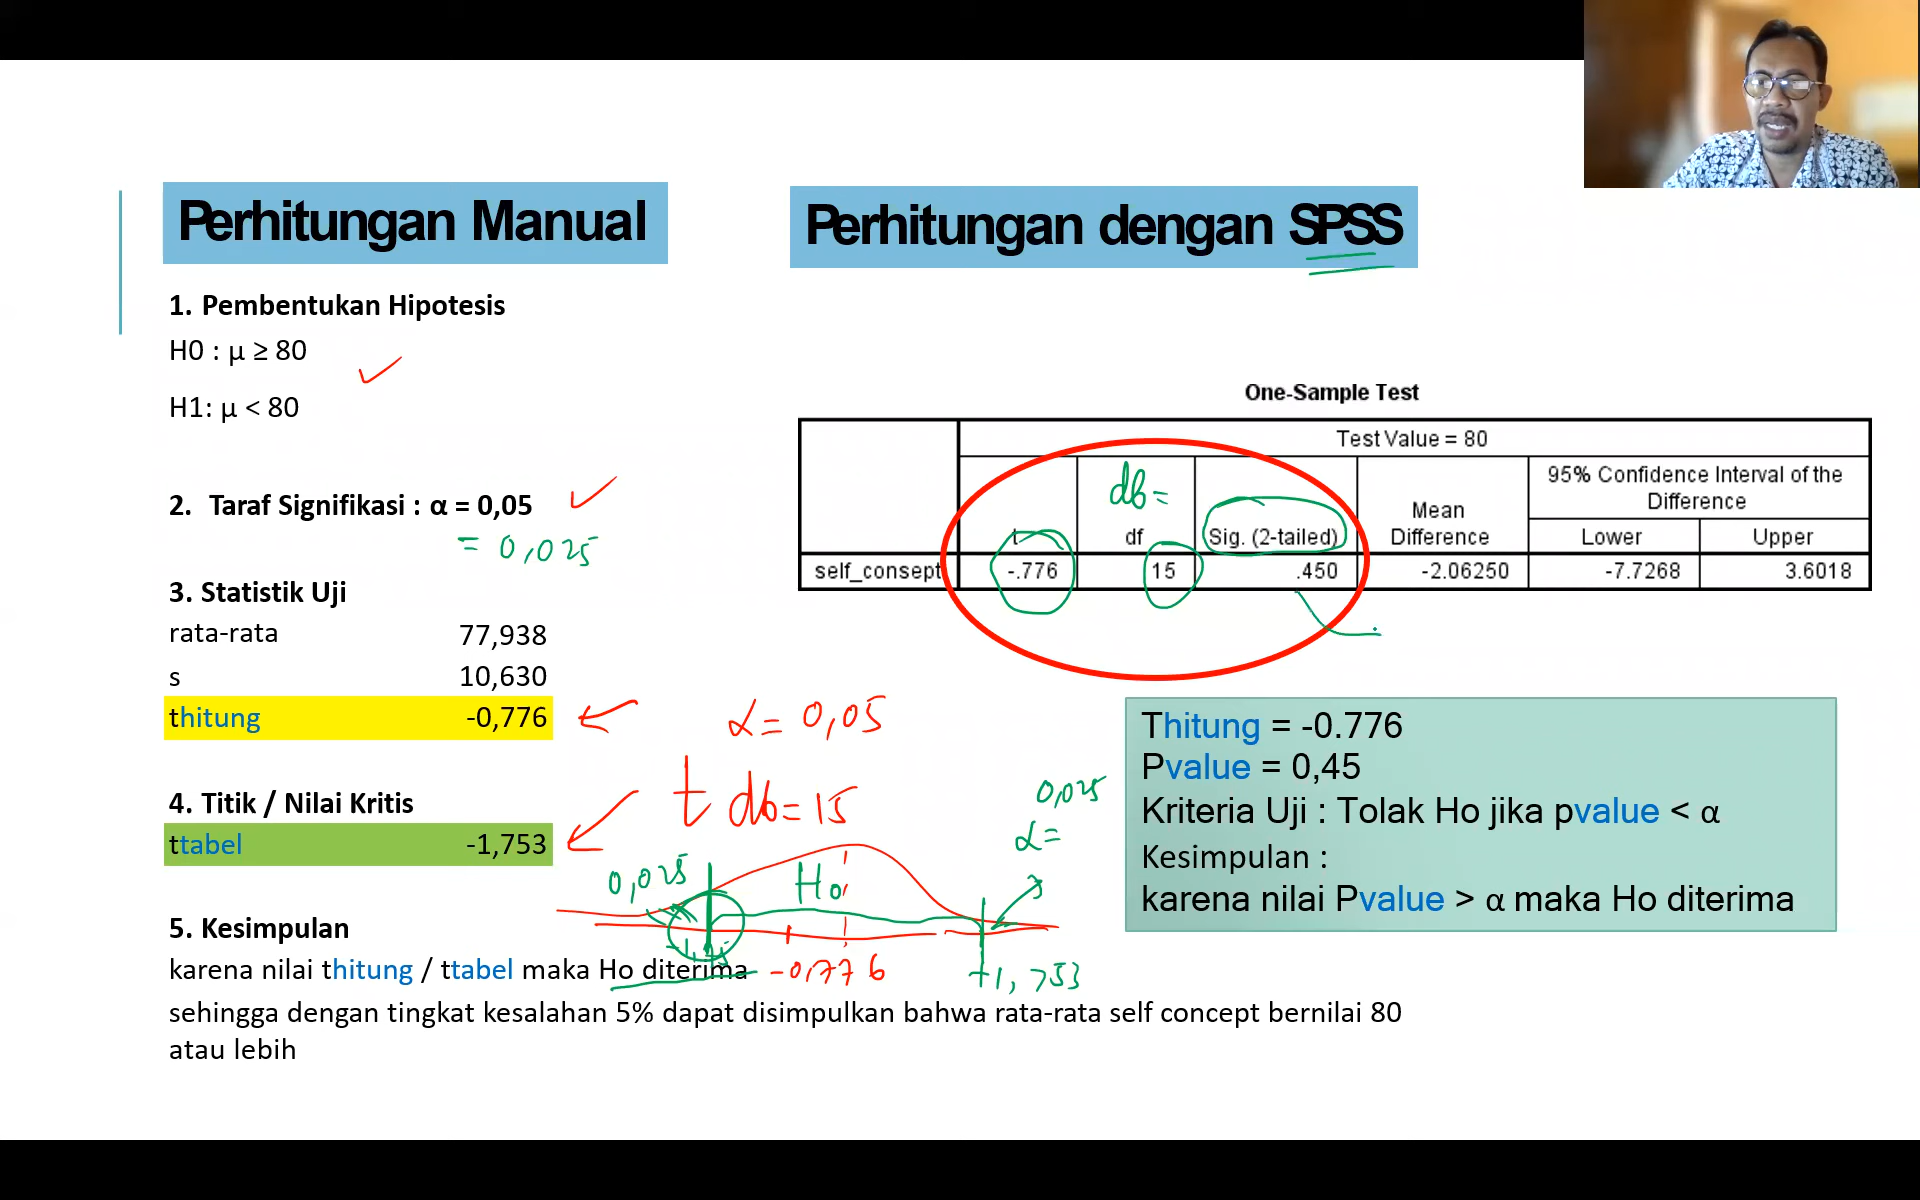 Perhitungan Manual
Perhitungan dengan SPSS
1. Pembentukan Hipotesis
H0 : μ ≥ 80
H1: μ < 80
2. Taraf Signifikasi : α = 0,05
= 0,025
3. Statistik Uji
rata-rata 77,938
s 10,630
thitung -0,776
4. Titik / Nilai Kritis
ttabel -1,753
One-Sample Test
Test Value = 80
95% Confidence Interval of the Difference
db=
t df Sig. (2-tailed) Mean Difference Lower Upper
self_consept -.776 15 .450 -2.06250 -7.7268 3.6018
α = 0,05
t db = 15
0,025
α =
0,025
Ho
-0,776
+1,753
Thitung = -0.776
Pvalue = 0,45
Kriteria Uji : Tolak Ho jika pvalue < α
Kesimpulan :
karena nilai Pvalue > α maka Ho diterima
5. Kesimpulan
karena nilai thitung / ttabel maka Ho diterima
sehingga dengan tingkat kesalahan 5% dapat disimpulkan bahwa rata-rata self concept bernilai 80
atau lebih